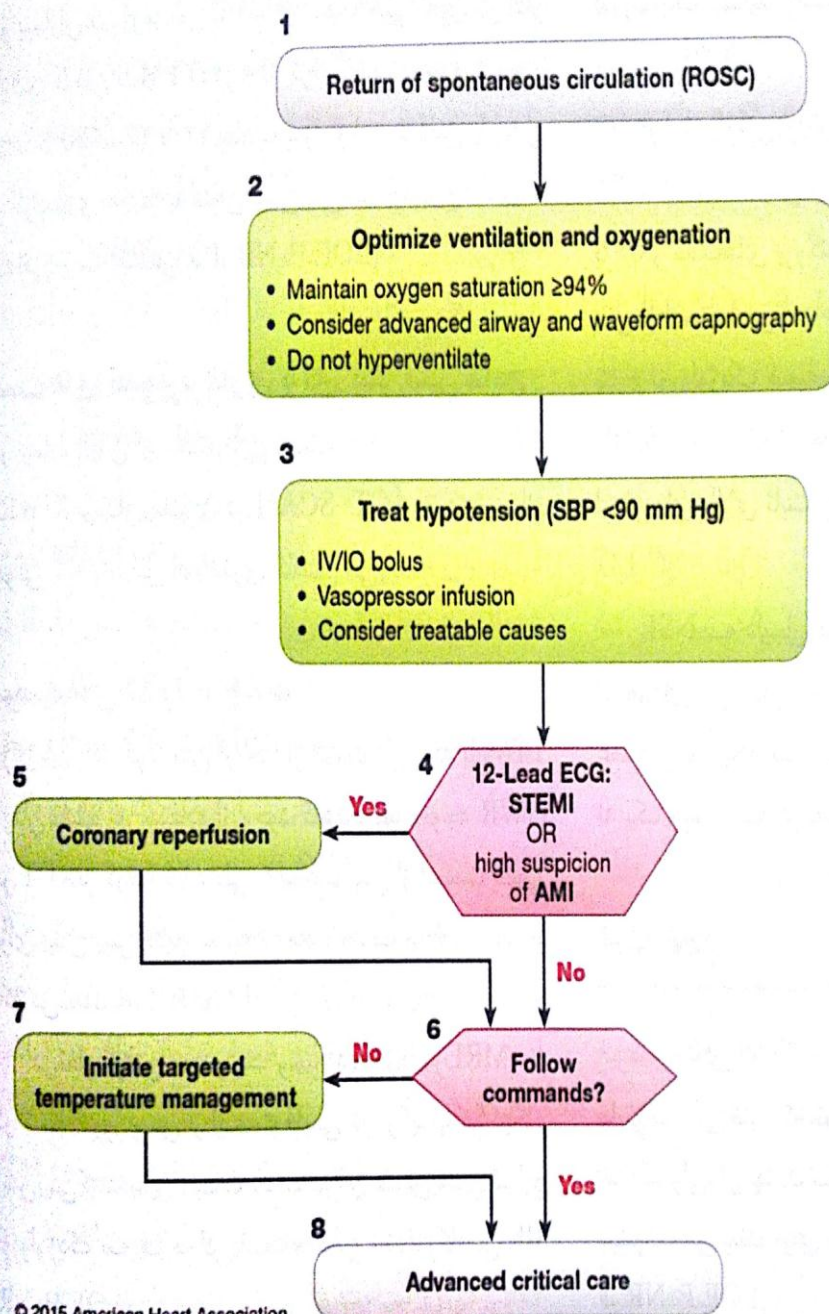 1
Return of spontaneous circulation (ROSC)
2
Optimize ventilation and oxygenation
• Maintain oxygen saturation ≥94%
• Consider advanced airway and waveform capnography
• Do not hyperventilate
3
Treat hypotension (SBP <90 mm Hg)
• IV/IO bolus
• Vasopressor infusion
• Consider treatable causes
4
12-Lead ECG:
STEMI
OR
high suspicion
of AMI
Yes
5
Coronary reperfusion
No
6
Follow
commands?
No
7
Initiate targeted
temperature management
Yes
8
Advanced critical care
© 2015 American Heart Association